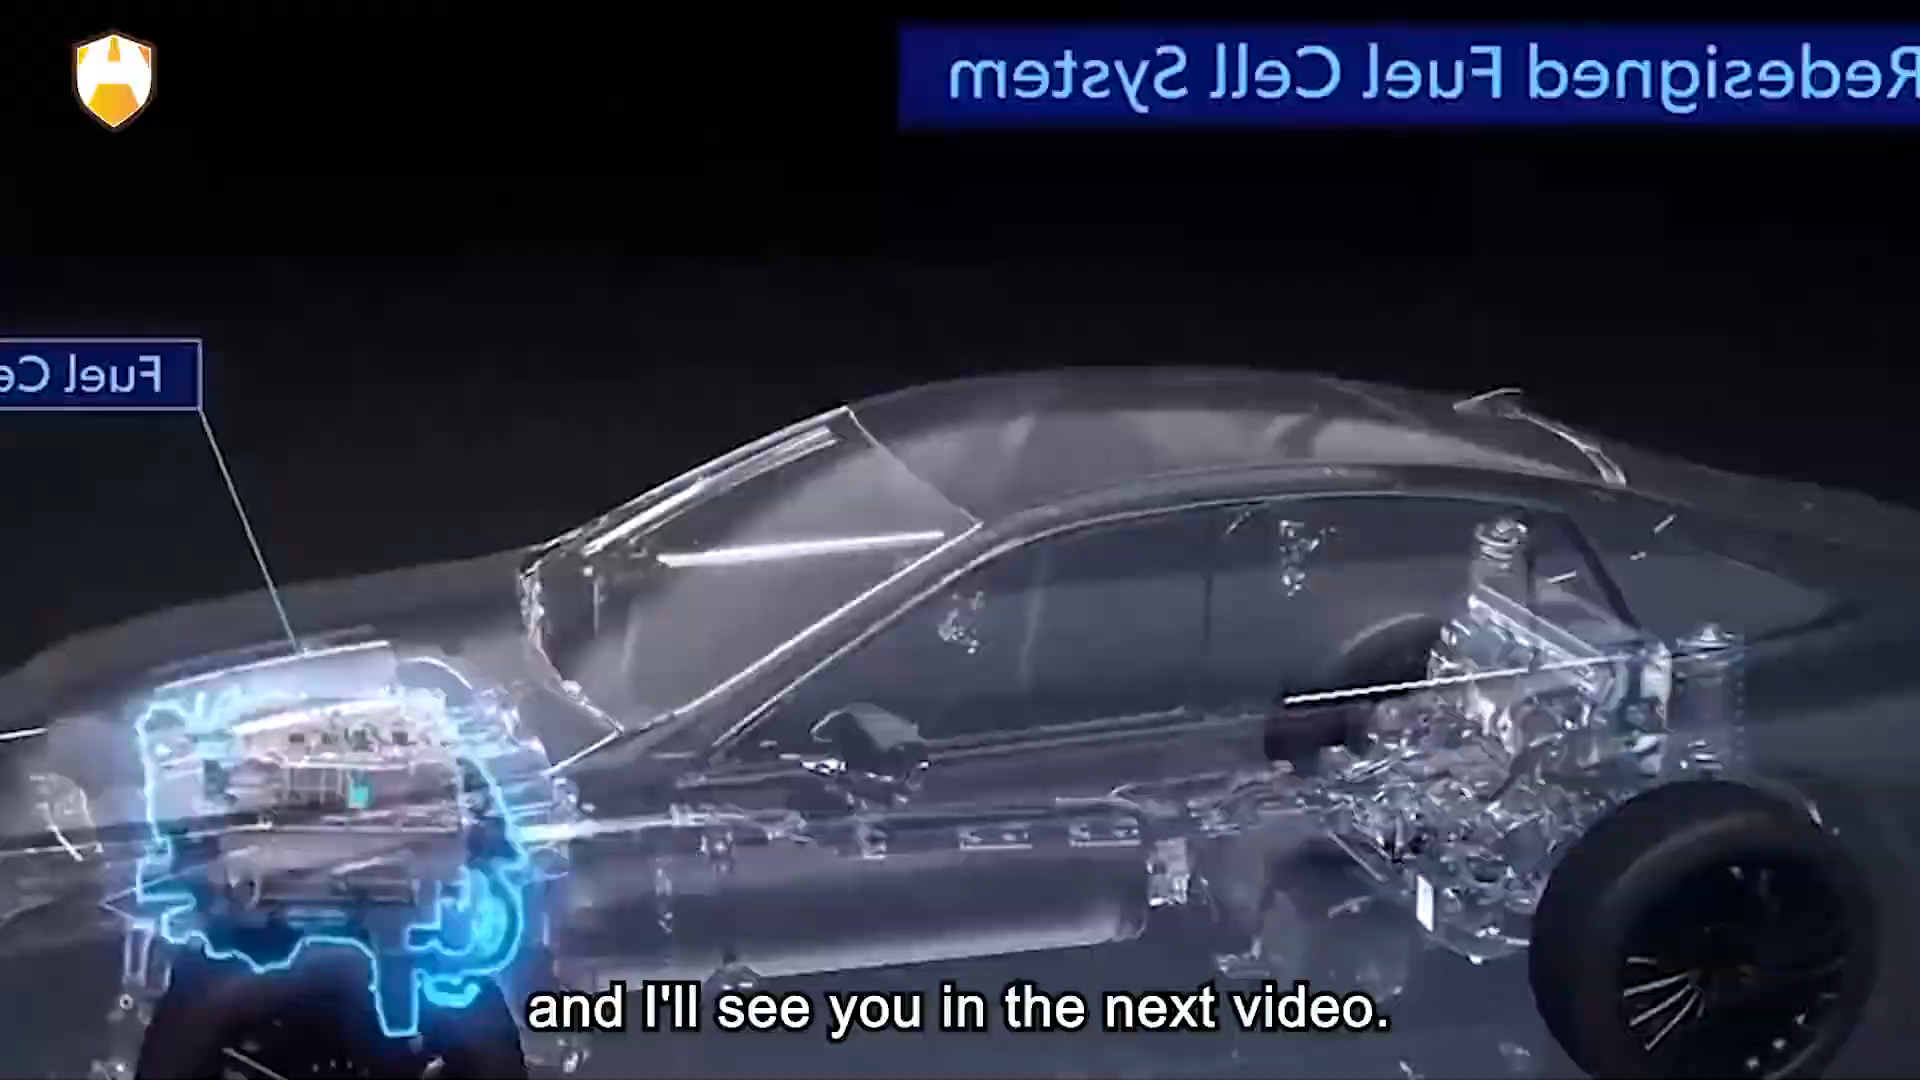 Redesigned Fuel Cell System
Fuel Ce
and I'll see you in the next video.